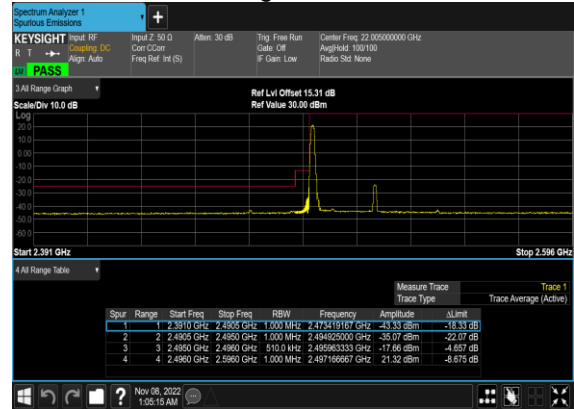 Spectrum Analyzer 1
Spurious Emissions
+
KEYSIGHT Input: RF Input Z: 50 Ω Atten: 30 dB Trig: Free Run Center Freq: 22.005000000 GHz
R T Coupling: DC Corr CCorr Gate: Off Avg|Hold: 100/100
Align: Auto Freq Ref: Int (S) IF Gain: Low Radio Std: None
LN PASS
3 All Range Graph
Ref Lvl Offset 15.31 dB
Scale/Div 10.0 dB Ref Value 30.00 dBm
Log
20.0
10.0
0.00
-10.0
-20.0
-30.0
-40.0
-50.0
-60.0
Start 2.391 GHz Stop 2.596 GHz
4 All Range Table
Measure Trace Trace 1
Trace Type Trace Average (Active)
Spur Range Start Freq Stop Freq RBW Frequency Amplitude ΔLimit
1 1 2.3910 GHz 2.4905 GHz 1.000 MHz 2.473419167 GHz -43.33 dBm -18.33 dB
2 2 2.4905 GHz 2.4950 GHz 1.000 MHz 2.494925000 GHz -35.07 dBm -22.07 dB
3 3 2.4950 GHz 2.4960 GHz 510.0 kHz 2.495963333 GHz -17.66 dBm -4.657 dB
4 4 2.4960 GHz 2.5960 GHz 1.000 MHz 2.497166667 GHz 21.32 dBm -8.675 dB
? Nov 08, 2022
1:05:15 AM